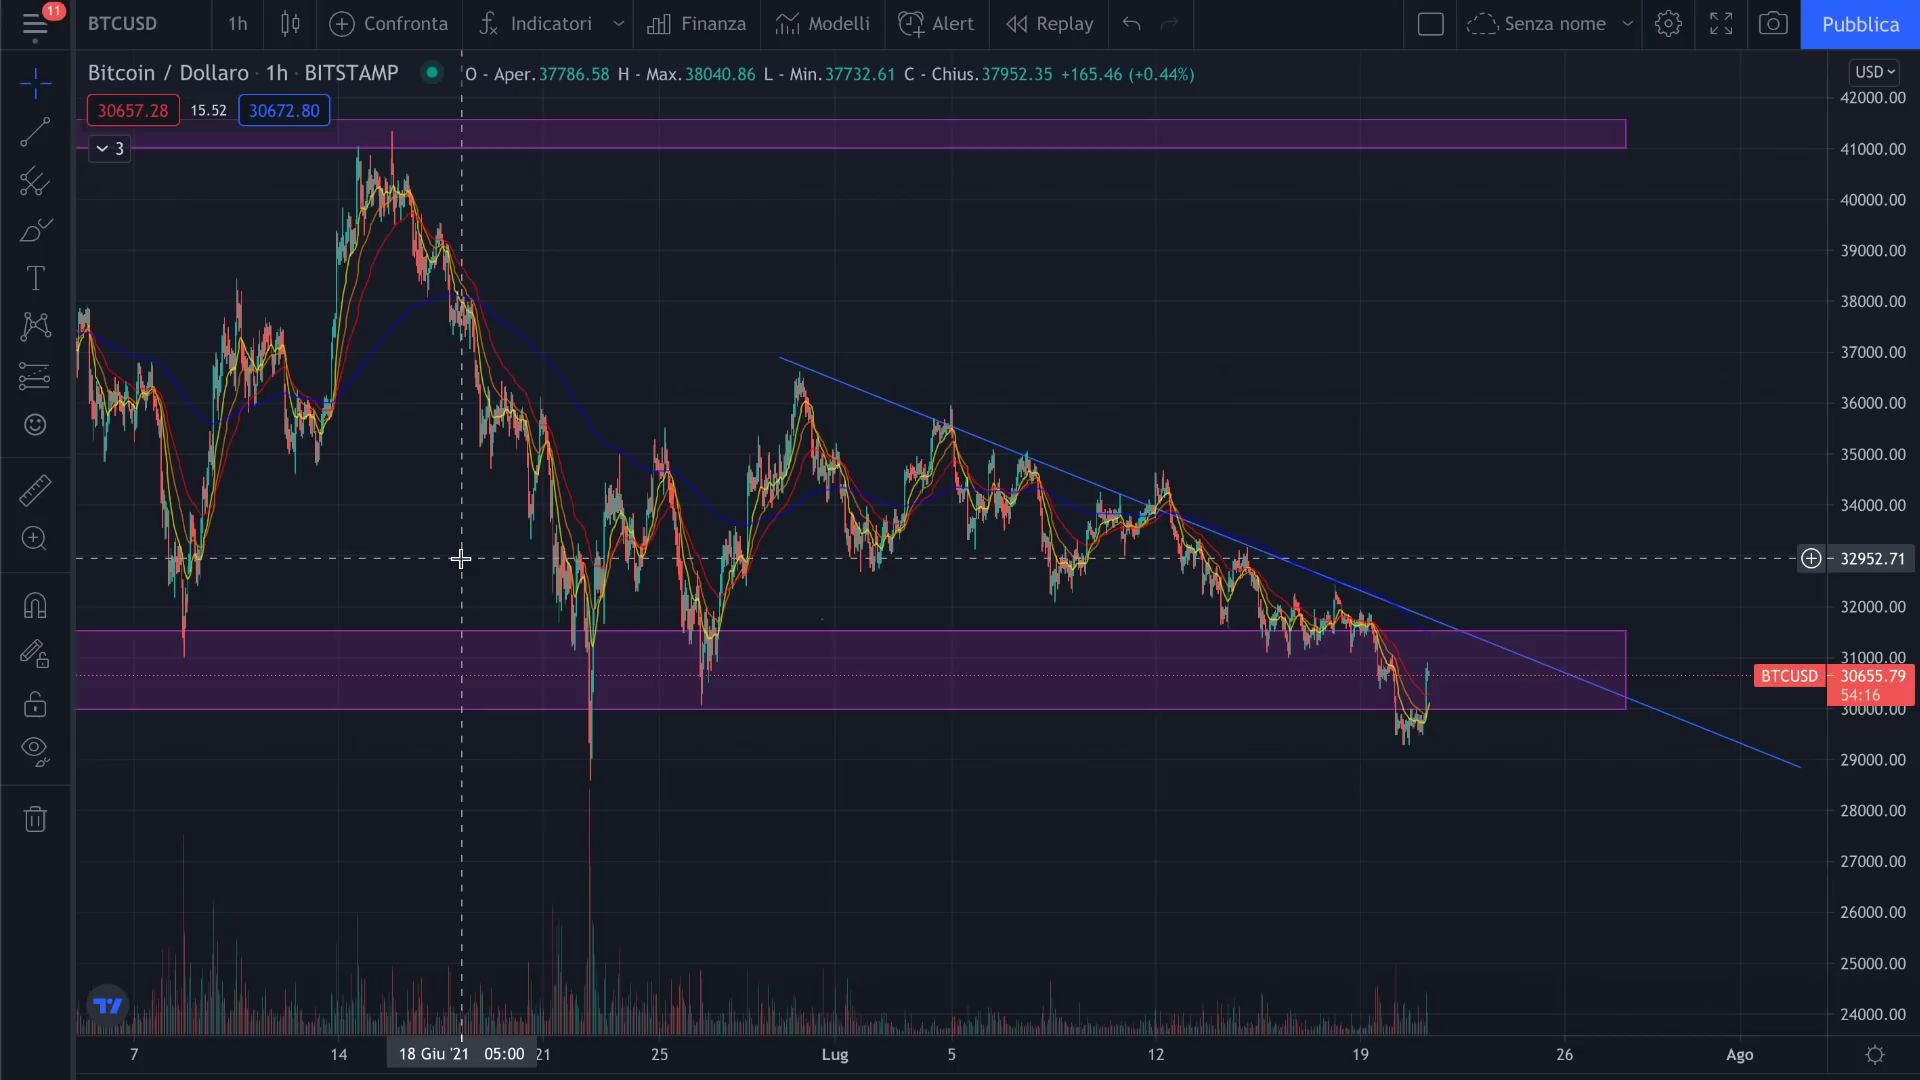 11
BTCUSD
1h
Confronta
Indicatori
Finanza
Modelli
Alert
Replay
Senza nome
Pubblica
Bitcoin / Dollaro · 1h · BITSTAMP
O - Aper.37786.58 H - Max.38040.86 L - Min.37732.61 C - Chius.37952.35 +165.46 (+0.44%)
USD
30657.28
15.52
30672.80
3
42000.00
41000.00
40000.00
39000.00
38000.00
37000.00
36000.00
35000.00
34000.00
32952.71
32000.00
31000.00
BTCUSD
30655.79
54:16
30000.00
29000.00
28000.00
27000.00
26000.00
25000.00
24000.00
7
14
18 Giu '21 05:00
21
25
Lug
5
12
19
26
Ago